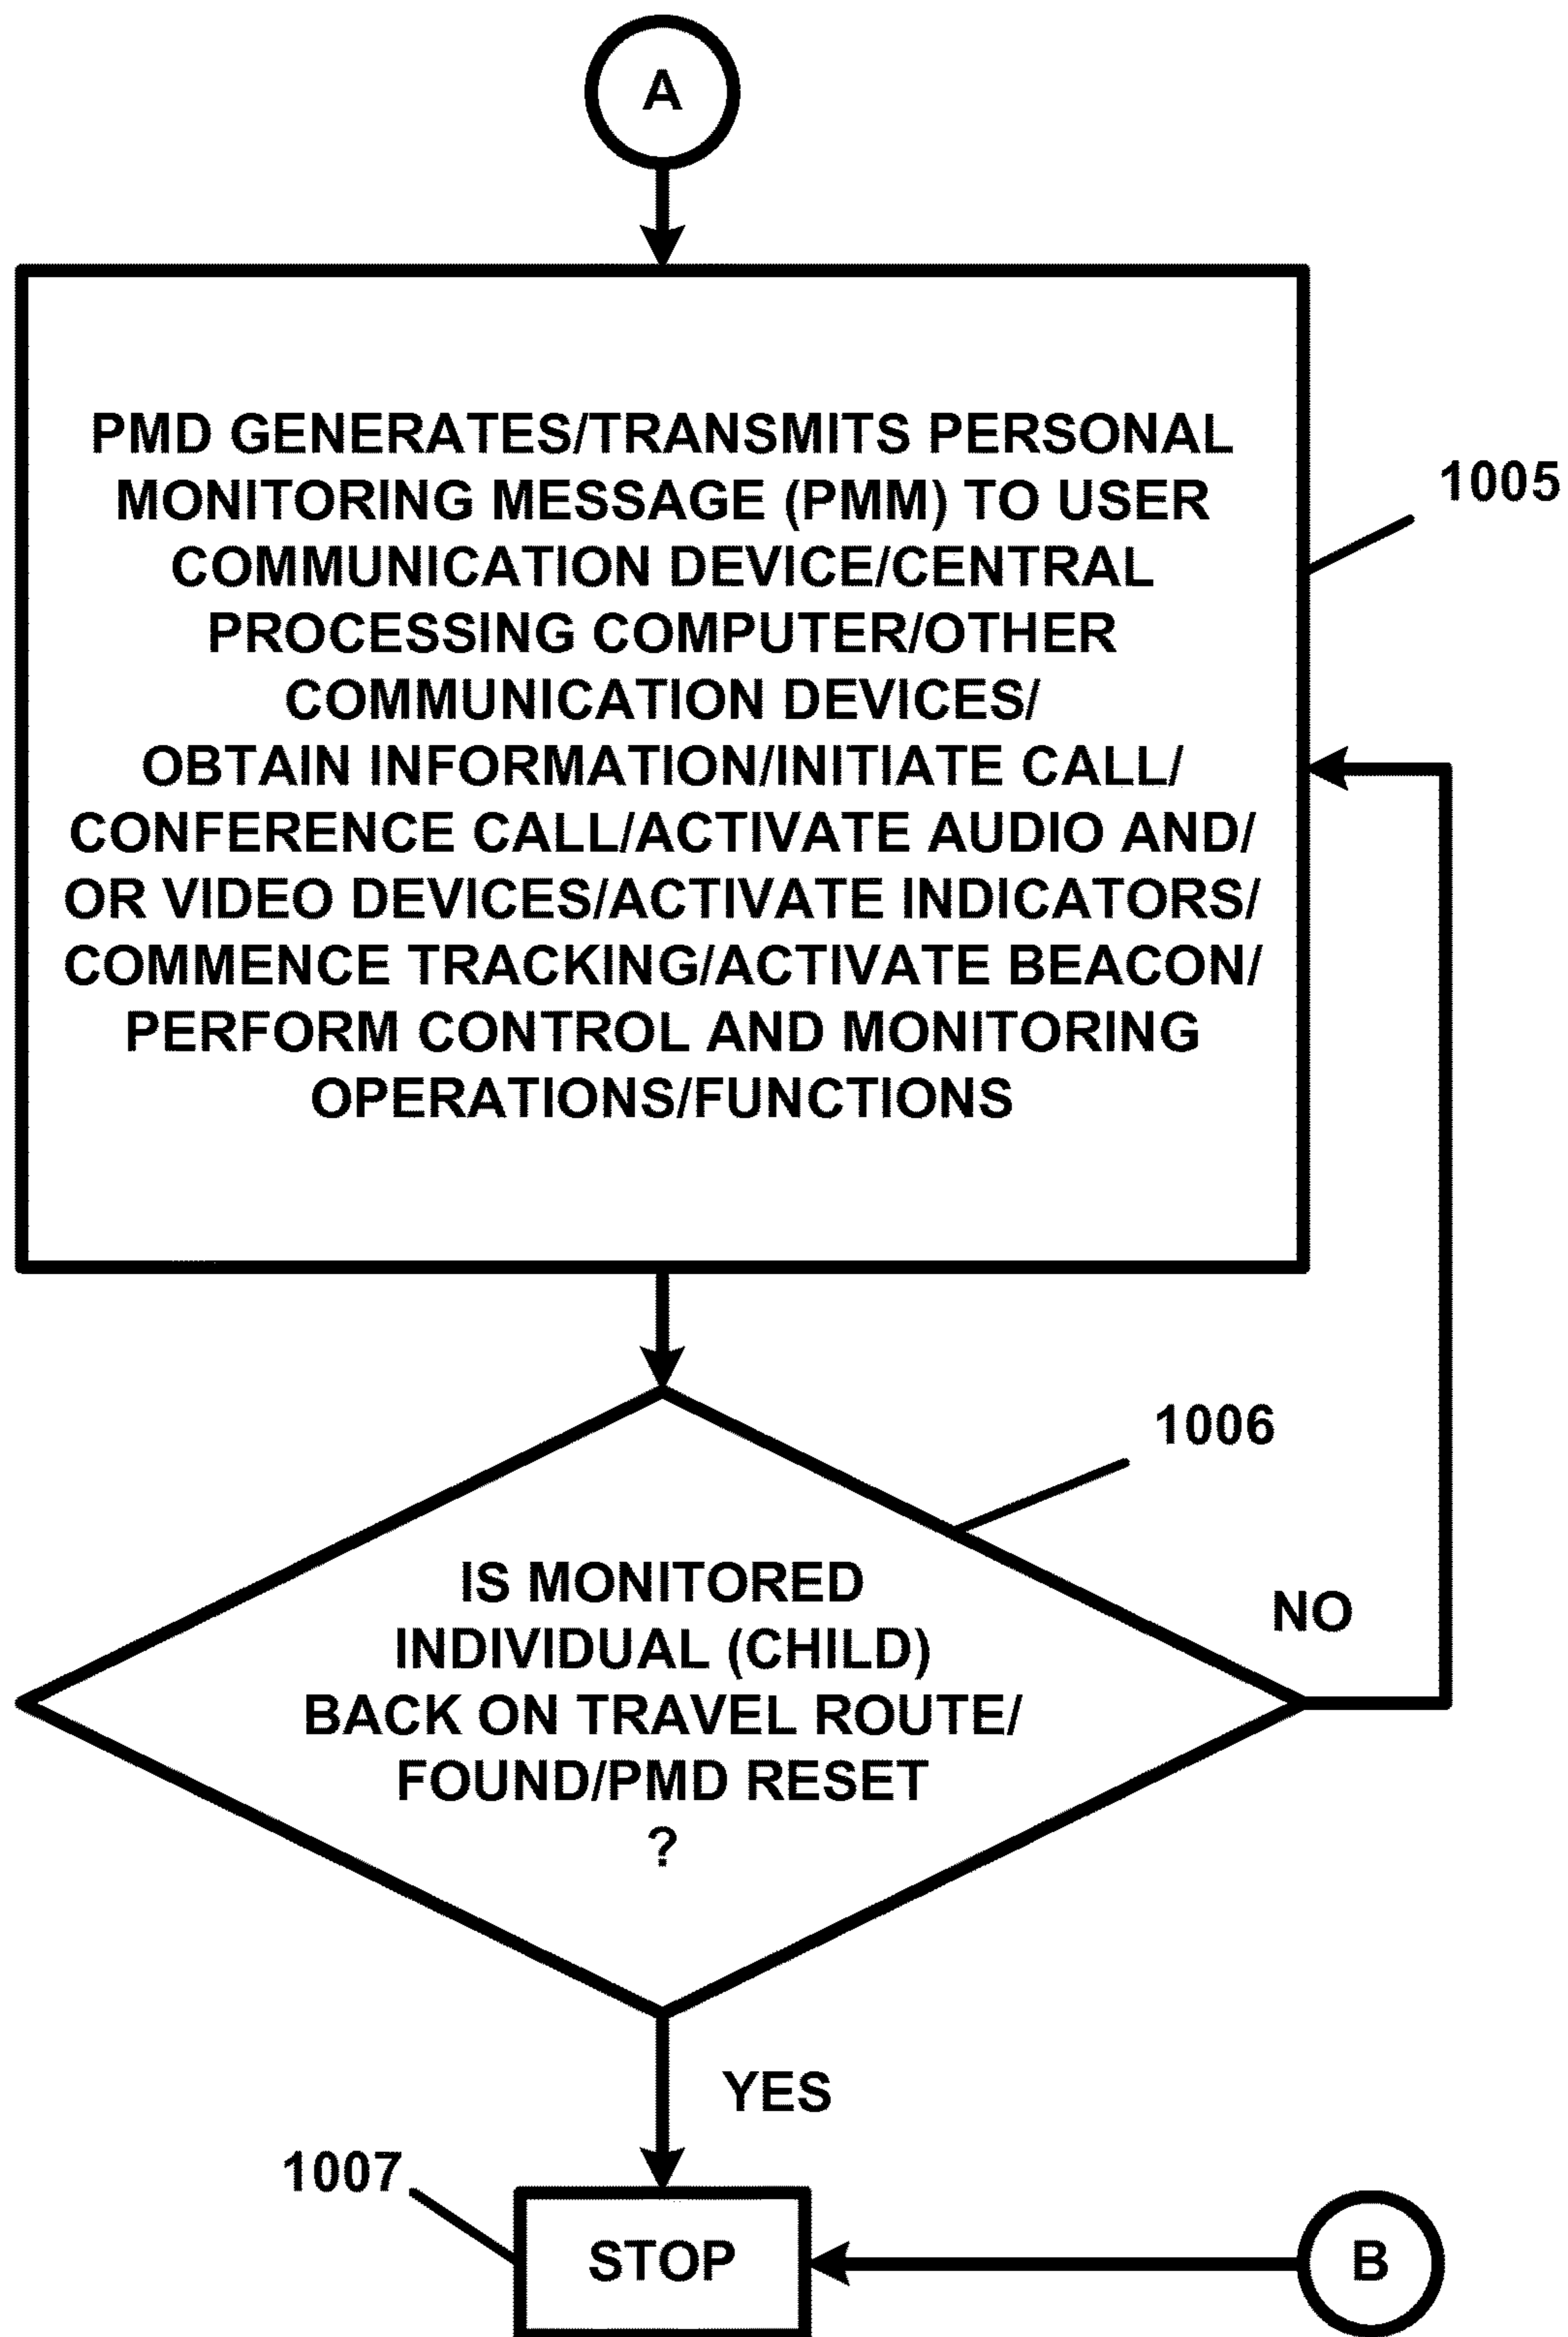 A
PMD GENERATES/TRANSMITS PERSONAL
MONITORING MESSAGE (PMM) TO USER
COMMUNICATION DEVICE/CENTRAL
PROCESSING COMPUTER/OTHER
COMMUNICATION DEVICES/
OBTAIN INFORMATION/INITIATE CALL/
CONFERENCE CALL/ACTIVATE AUDIO AND/
OR VIDEO DEVICES/ACTIVATE INDICATORS/
COMMENCE TRACKING/ACTIVATE BEACON/
PERFORM CONTROL AND MONITORING
OPERATIONS/FUNCTIONS
1005
1006
IS MONITORED
INDIVIDUAL (CHILD)
BACK ON TRAVEL ROUTE/
FOUND/PMD RESET
?
NO
YES
1007
STOP
B